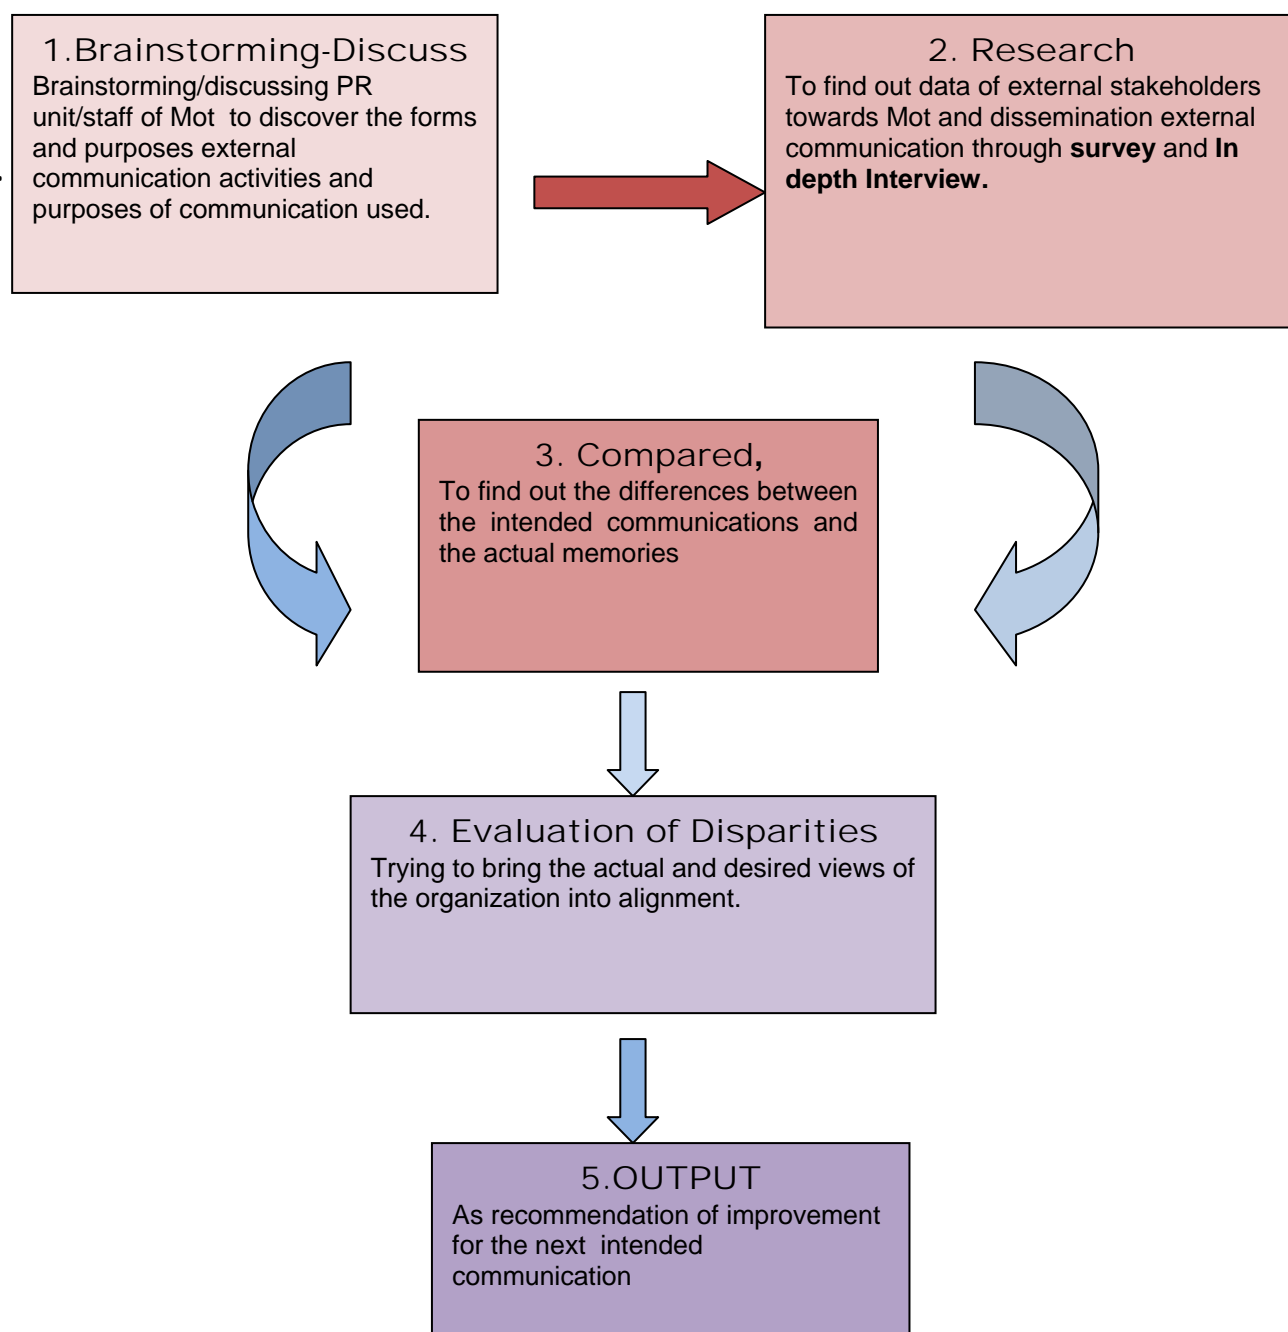 1.Brainstorming-Discuss
Brainstorming/discussing PR
unit/staff of Mot to discover the forms
and purposes external
communication activities and
purposes of communication used.
2. Research
To find out data of external stakeholders
towards Mot and dissemination external
communication through survey and In
depth Interview.
3. Compared,
To find out the differences between
the intended communications and
the actual memories
4. Evaluation of Disparities
Trying to bring the actual and desired views of
the organization into alignment.
5.OUTPUT
As recommendation of improvement
for the next intended
communication